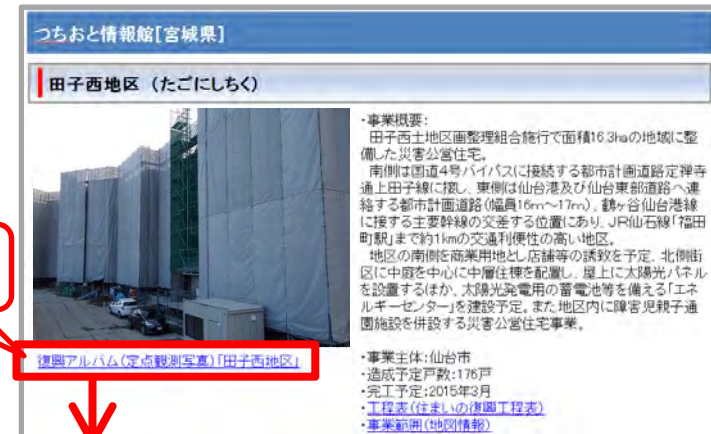 つちおと情報館[宮城県]
田子西地区 (たごにしちく)
・事業概要:
田子西土地区画整理組合施行で面積16.3haの地域に整
備した災害公営住宅。
南側は国道4号バイパスに接続する都市計画道路定禅寺
通上田子線に接し、東側は仙台港及び仙台東部道路へ連
絡する都市計画道路(幅員16m～17m)、鶴ヶ谷仙台港線
に接する主要幹線の交差する位置にあり、JR仙石線「福田
町駅」まで約1kmの交通利便性の高い地区。
地区の南側を商業用地とし店舗等の誘致を予定、北側街
区に中庭を中心に中層住棟を配置し、屋上に太陽光パネル
を設置するほか、太陽光発電用の蓄電池等を備える「エネ
ルギーセンター」を建設予定。また地区内に障害児親子通
園施設を併設する災害公営住宅事業。
復興アルバム(定点観測写真)「田子西地区」
・事業主体:仙台市
・造成予定戸数:176戸
・完工予定:2015年3月
・工程表(住まいの復興工程表)
・事業範囲(地図情報)